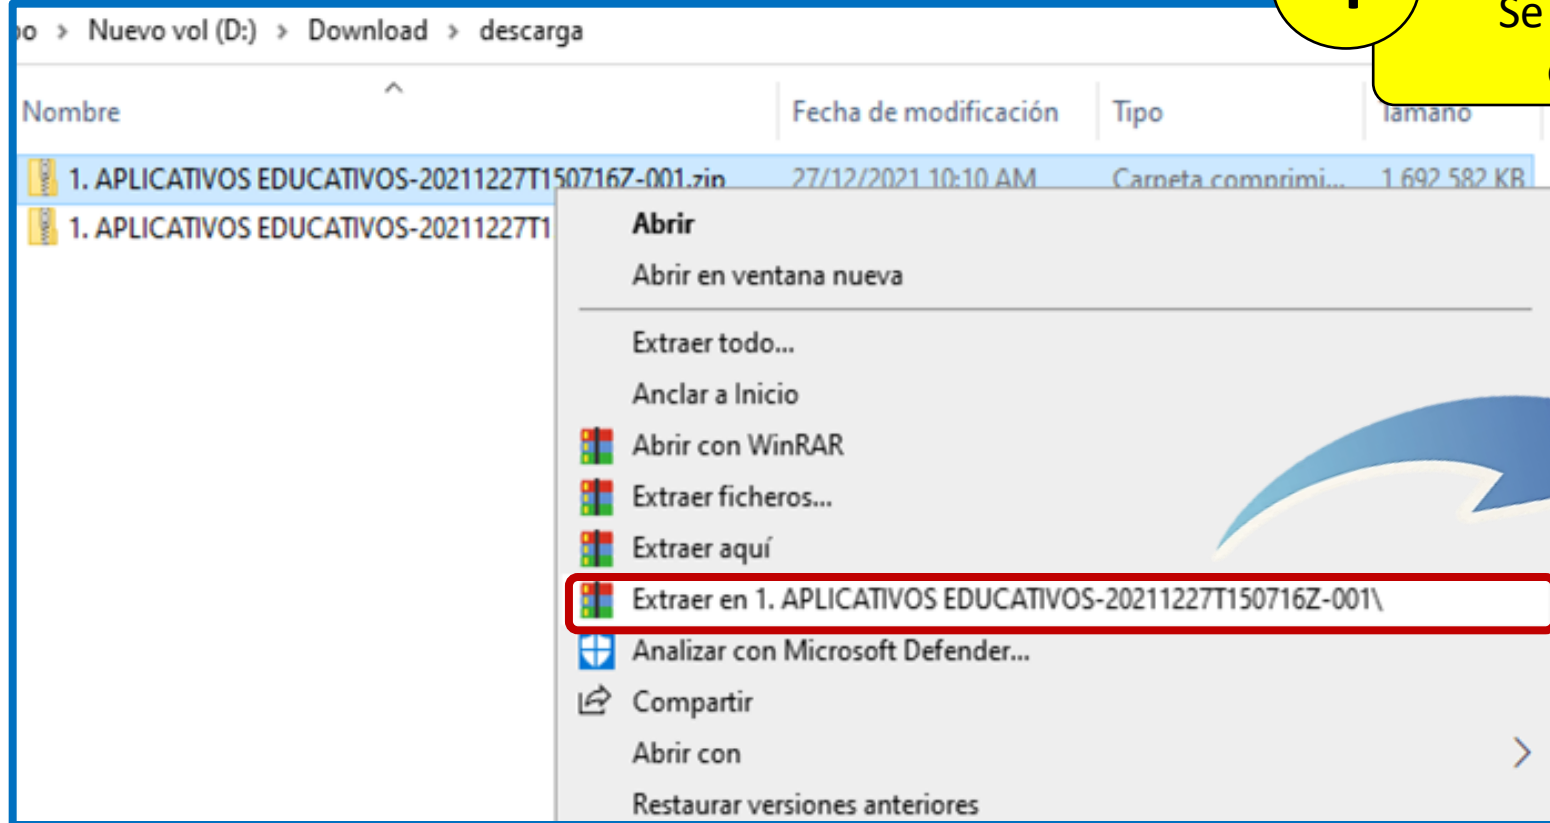 Se
po > Nuevo vol (D:) > Download > descarga
Nombre Fecha de modificación Tipo Tamaño
1. APLICATIVOS EDUCATIVOS-20211227T150716Z-001.zip 27/12/2021 10:10 AM Carpeta comprimi... 1 692 582 KB
1. APLICATIVOS EDUCATIVOS-20211227T1
Abrir
Abrir en ventana nueva
Extraer todo...
Anclar a Inicio
Abrir con WinRAR
Extraer ficheros...
Extraer aquí
Extraer en 1. APLICATIVOS EDUCATIVOS-20211227T150716Z-001\
Analizar con Microsoft Defender...
Compartir
Abrir con
Restaurar versiones anteriores